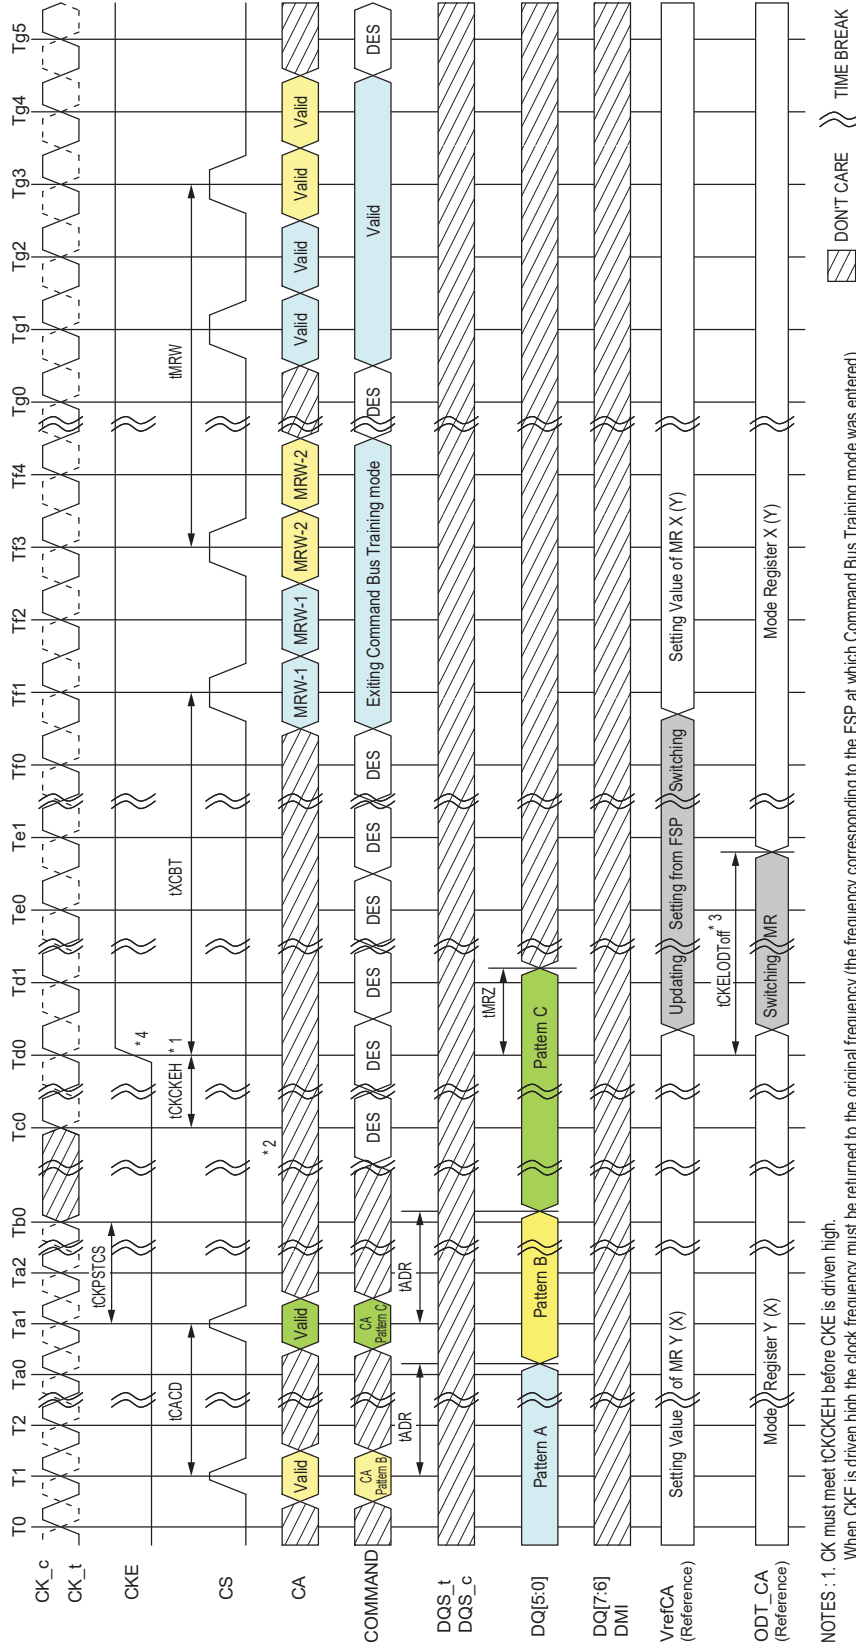 T0 T1 T2 Ta0 Ta1 Ta2 Tb0 Tc0 Td0 Td1 Te0 Te1 Tf0 Tf1 Tf2 Tf3 Tf4 Tg0 Tg1 Tg2 Tg3 Tg4 Tg5
CK_c
CK_t
tCKPSTCS
CKE
* 4
tCACD
tCKCKEH * 1
tXCBT
tMRW
CS
* 2
CA
Valid Valid MRW-1 MRW-1 MRW-2 MRW-2 Valid Valid Valid Valid
COMMAND
CA Pattern B
CA Pattern C
DES DES DES DES DES DES Exiting Command Bus Training mode DES Valid DES
tADR tADR
DQS_t
DQS_c
tMRZ
DQ[5:0]
Pattern A Pattern B Pattern C
DQ[7:6]
DMI
VrefCA
(Reference)
Setting Value of MR Y (X) Updating Setting from FSP Switching Setting Value of MR X (Y)
tCKELODToff * 3
ODT_CA
(Reference)
Mode Register Y (X) Switching MR Mode Register X (Y)
DON'T CARE TIME BREAK
NOTES : 1. CK must meet tCKCKEH before CKE is driven high.
When CKE is driven high the clock frequency must be returned to the original frequency (the frequency corresponding to the FSP at which Command Bus Training mode was entered)